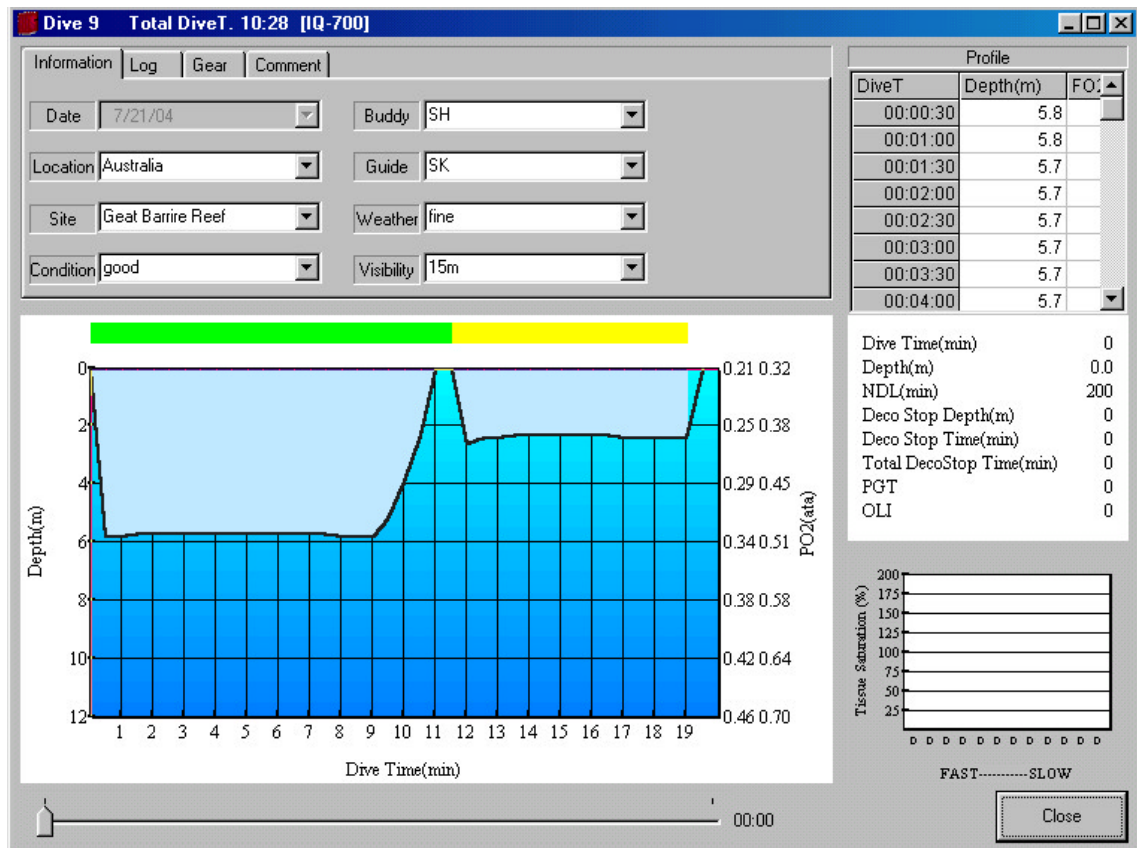 Dive 9 Total DiveT. 10:28 [IQ-700]
Information Log Gear Comment
Date 7/21/04 Buddy SH
Location Australia Guide SK
Site Geat Barrire Reef Weather fine
Condition good Visibility 15m
Profile
DiveT Depth(m) FO2
00:00:30 5.8
00:01:00 5.8
00:01:30 5.7
00:02:00 5.7
00:02:30 5.7
00:03:00 5.7
00:03:30 5.7
00:04:00 5.7
Depth(m)
0 0.21 0.32
2 0.25 0.38
4 0.29 0.45
6 0.34 0.51
8 0.38 0.58
10 0.42 0.64
12 0.46 0.70
PO2(ata)
1 2 3 4 5 6 7 8 9 10 11 12 13 14 15 16 17 18 19
Dive Time(min)
00:00
Dive Time(min) 0
Depth(m) 0.0
NDL(min) 200
Deco Stop Depth(m) 0
Deco Stop Time(min) 0
Total DecoStop Time(min) 0
PGT 0
OLI 0
Tissue Saturation (%)
200
175
150
125
100
75
50
25
D D D D D D D D D D D D
FAST-----------SLOW
Close